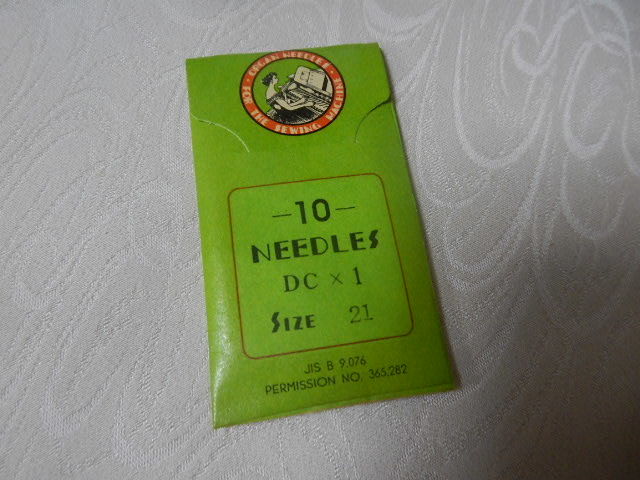 ORGAN NEEDLES
FOR THE SEWING MACHINE
-10-
NEEDLES
DC × 1
SIZE 21
JIS B 9.076
PERMISSION NO. 365,282